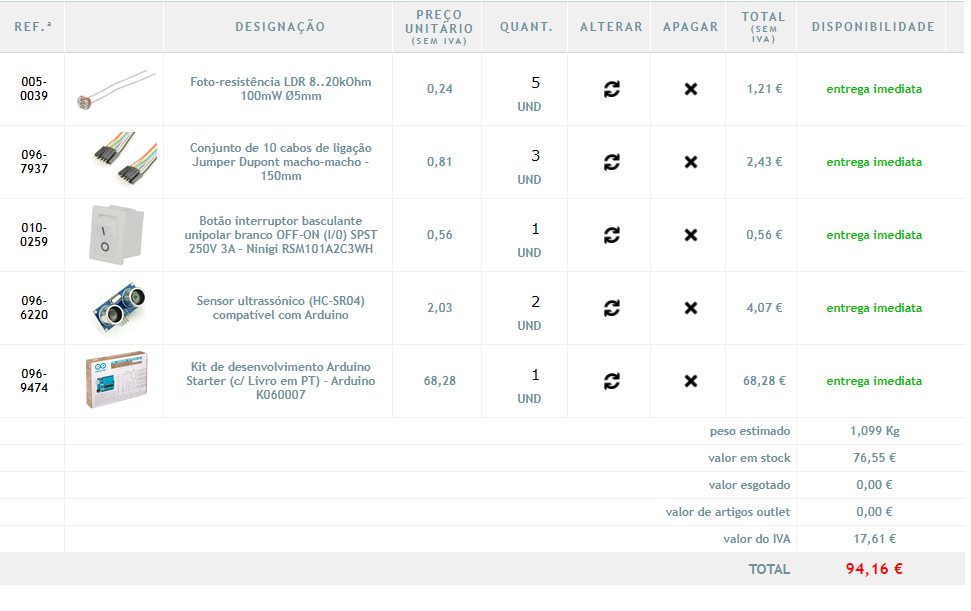 REF.ª DESIGNAÇÃO PREÇO UNITÁRIO (SEM IVA) QUANT. ALTERAR APAGAR TOTAL (SEM IVA) DISPONIBILIDADE
005-0039 Foto-resistência LDR 8..20kOhm 100mW Ø5mm 0,24 5 UND 1,21 € entrega imediata
096-7937 Conjunto de 10 cabos de ligação Jumper Dupont macho-macho - 150mm 0,81 3 UND 2,43 € entrega imediata
010-0259 Botão interruptor basculante unipolar branco OFF-ON (I/0) SPST 250V 3A - Ninigi RSM101A2C3WH 0,56 1 UND 0,56 € entrega imediata
096-6220 Sensor ultrassónico (HC-SR04) compatível com Arduino 2,03 2 UND 4,07 € entrega imediata
096-9474 Kit de desenvolvimento Arduino Starter (c/ Livro em PT) - Arduino K060007 68,28 1 UND 68,28 € entrega imediata
peso estimado 1,099 Kg
valor em stock 76,55 €
valor esgotado 0,00 €
valor de artigos outlet 0,00 €
valor do IVA 17,61 €
TOTAL 94,16 €